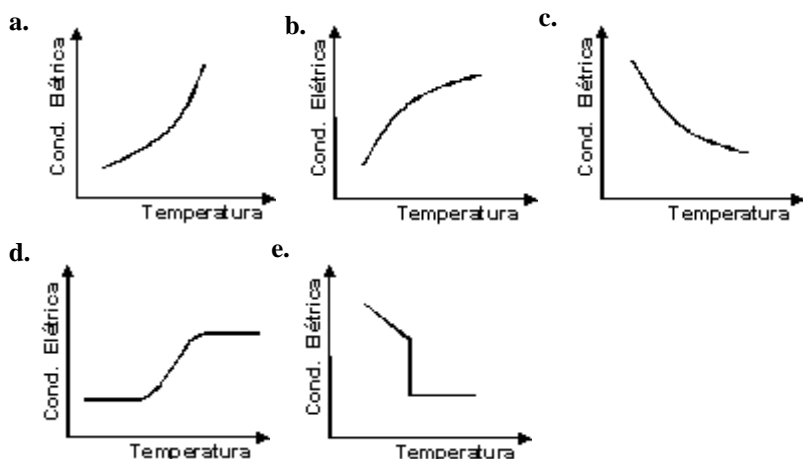 a.
Cond. Elétrica
Temperatura
b.
Cond. Elétrica
Temperatura
c.
Cond. Elétrica
Temperatura
d.
Cond. Elétrica
Temperatura
e.
Cond. Elétrica
Temperatura